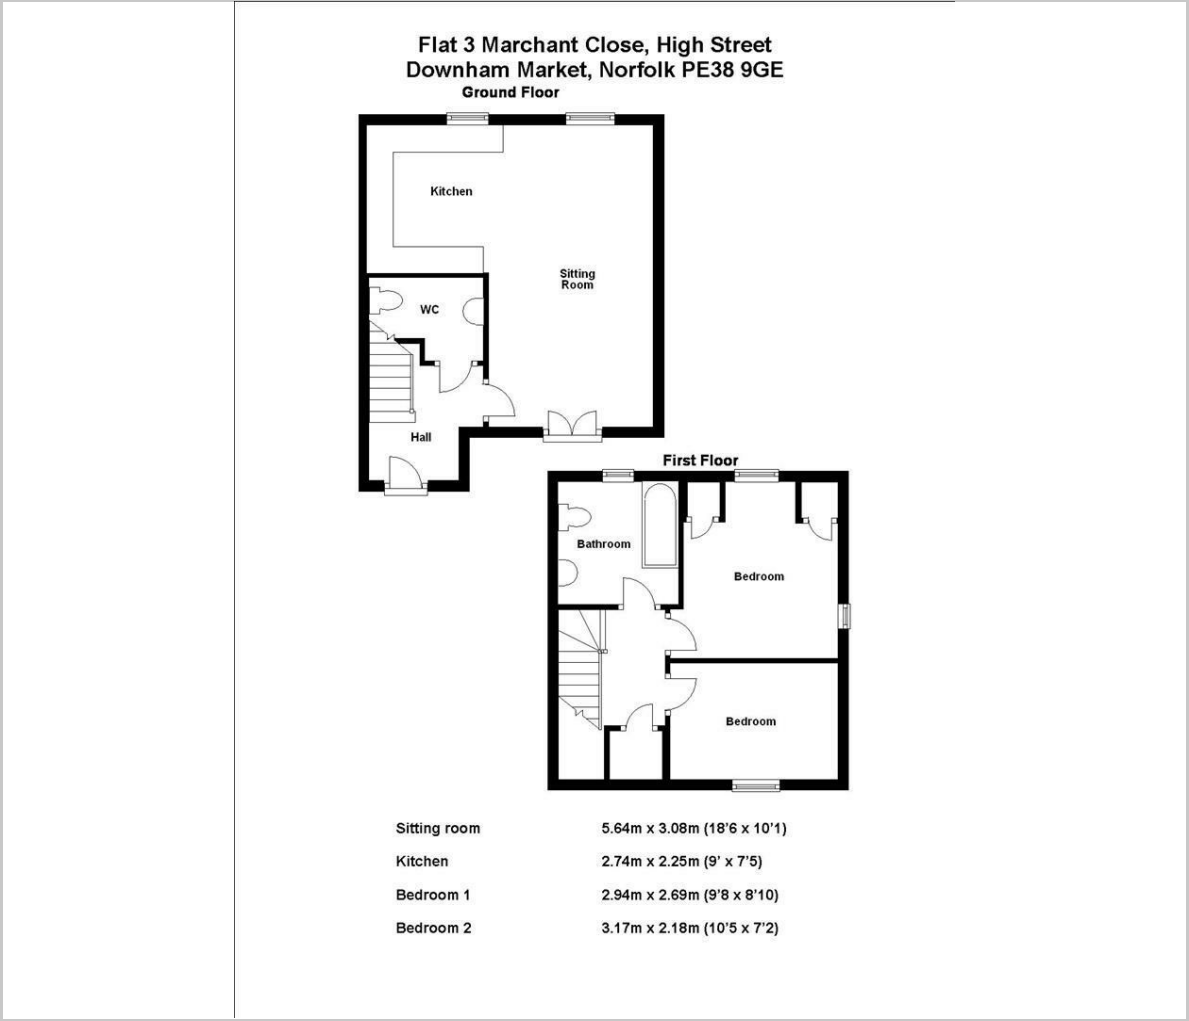 Flat 3 Marchant Close, High Street
Downham Market, Norfolk PE38 9GE
Ground Floor
Kitchen
Sitting
Room
WC
Hall
First Floor
Bathroom
Bedroom
Bedroom
Sitting room 5.64m x 3.08m (18'6 x 10'1)
Kitchen 2.74m x 2.25m (9' x 7'5)
Bedroom 1 2.94m x 2.69m (9'8 x 8'10)
Bedroom 2 3.17m x 2.18m (10'5 x 7'2)